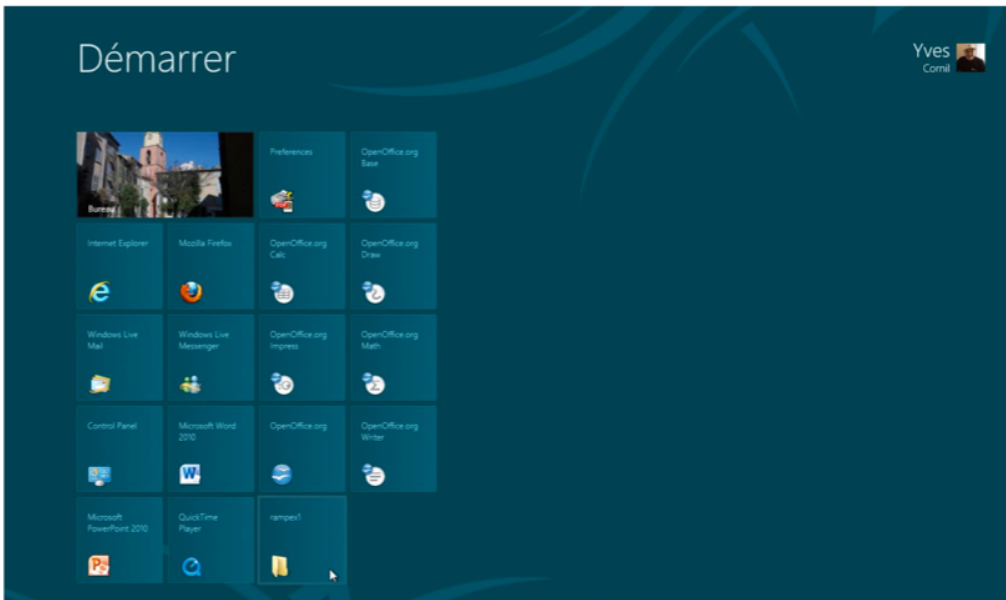 Démarrer
Yves
Cornil
Bureau
Preferences
OpenOffice.org
Base
Internet Explorer
Mozilla Firefox
OpenOffice.org
Calc
OpenOffice.org
Draw
Windows Live
Mail
Windows Live
Messenger
OpenOffice.org
Impress
OpenOffice.org
Math
Control Panel
Microsoft Word
2010
OpenOffice.org
OpenOffice.org
Writer
Microsoft
PowerPoint 2010
QuickTime
Player
rampex1